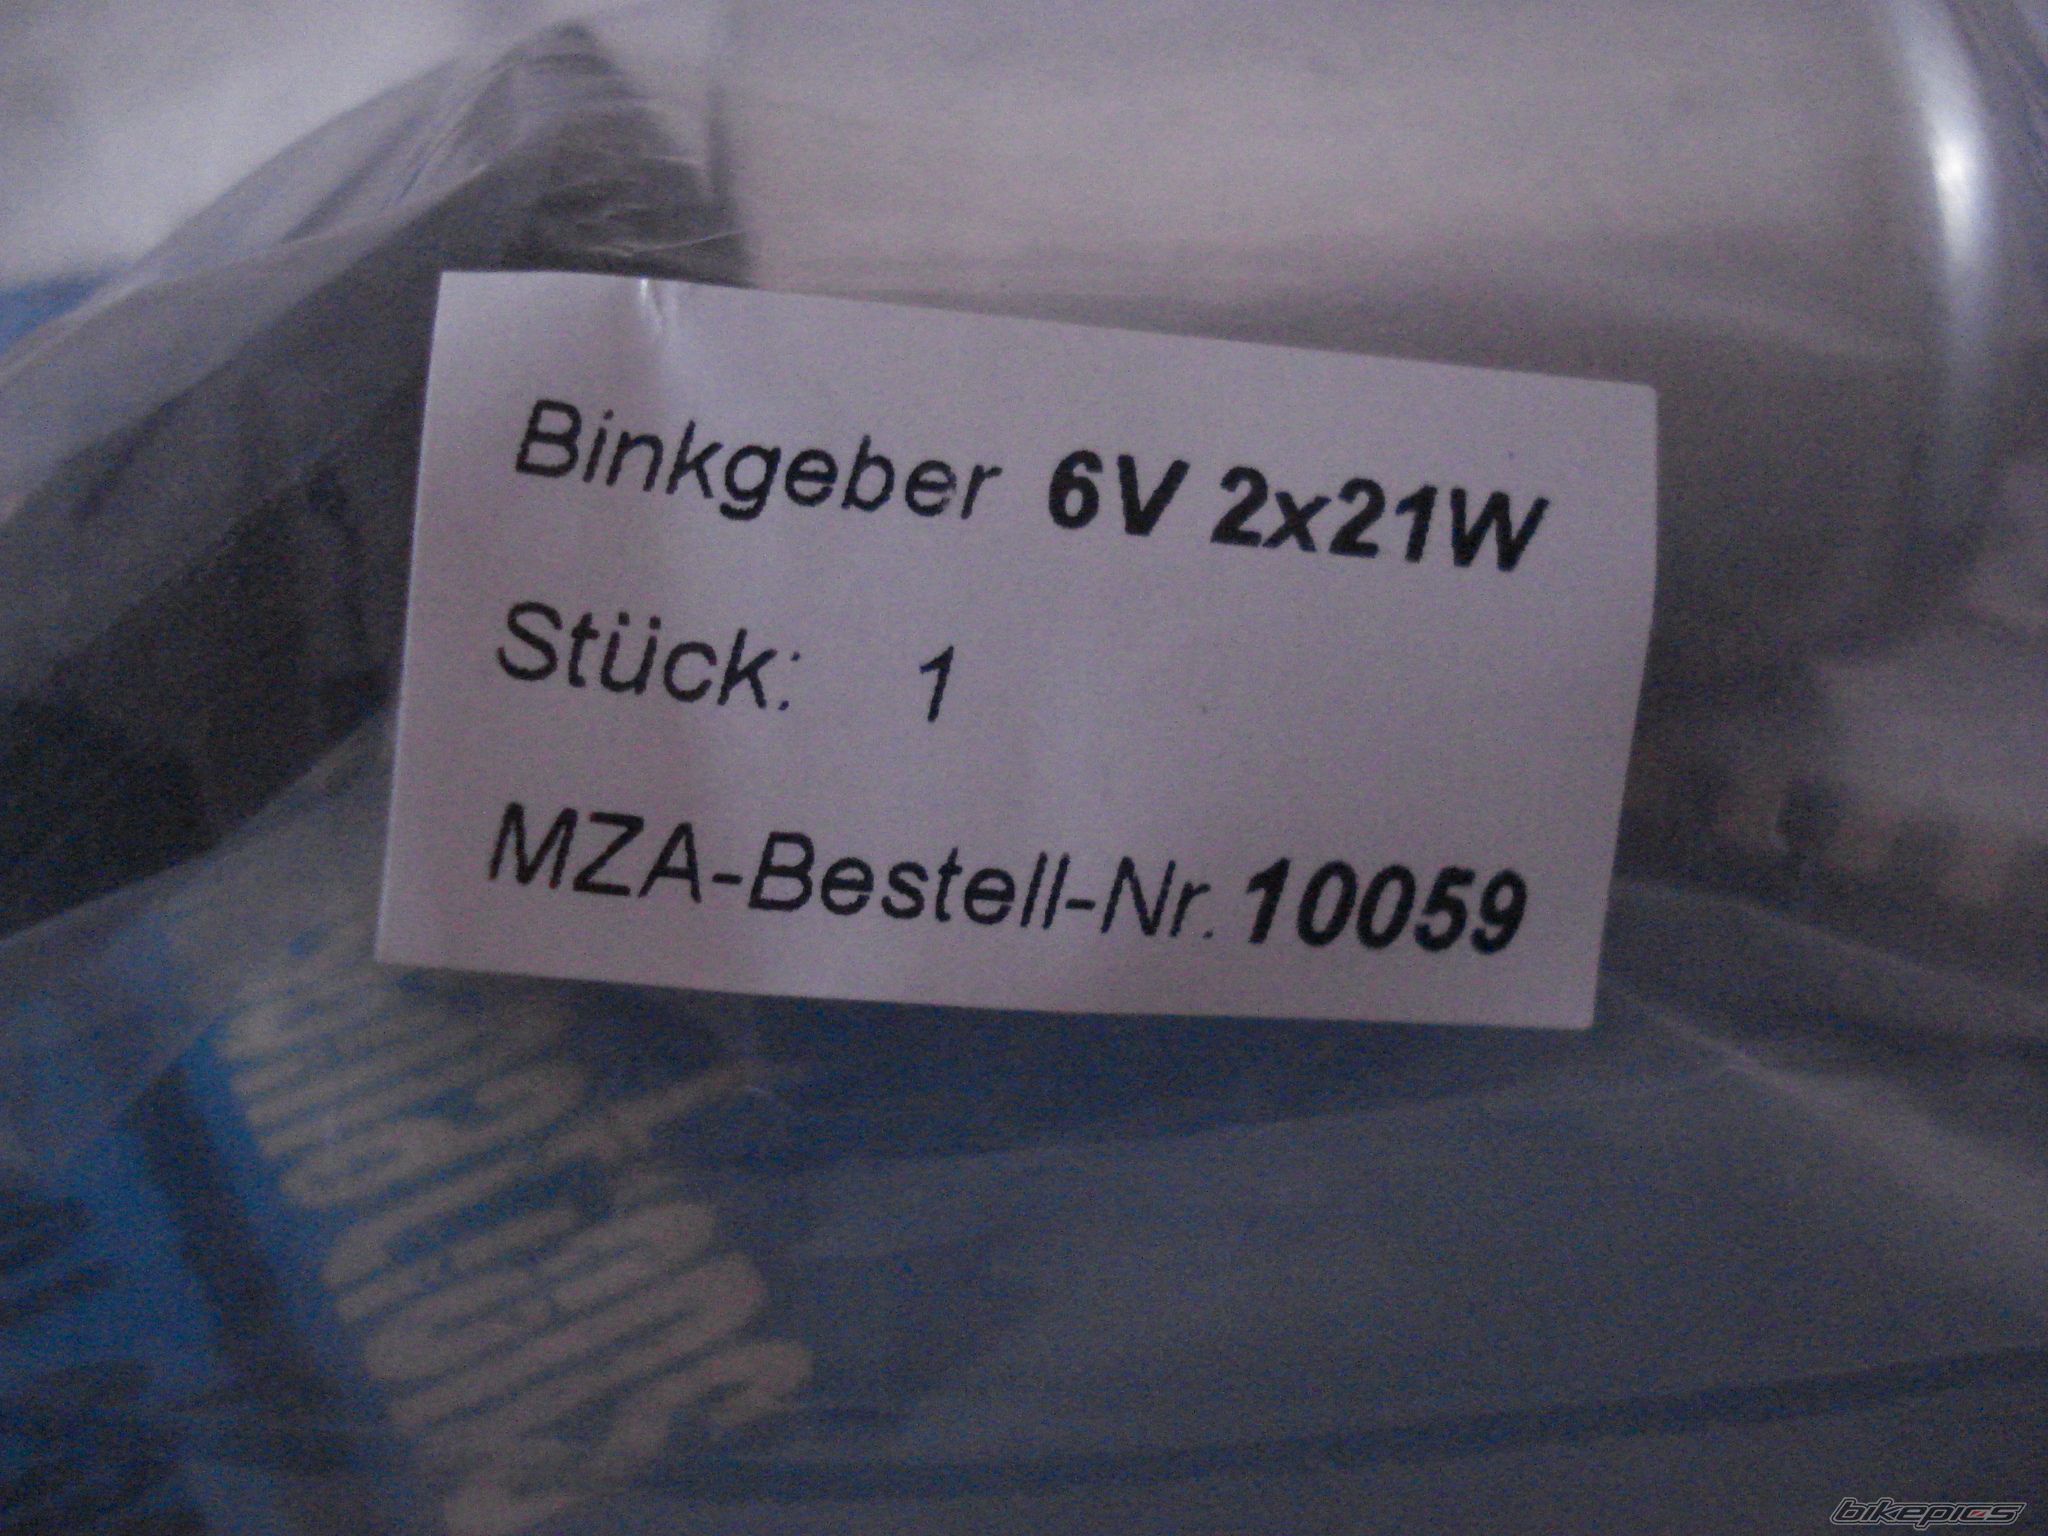 Binkgeber 6V 2x21W
Stück: 1
MZA-Bestell-Nr. 10059
bikepics